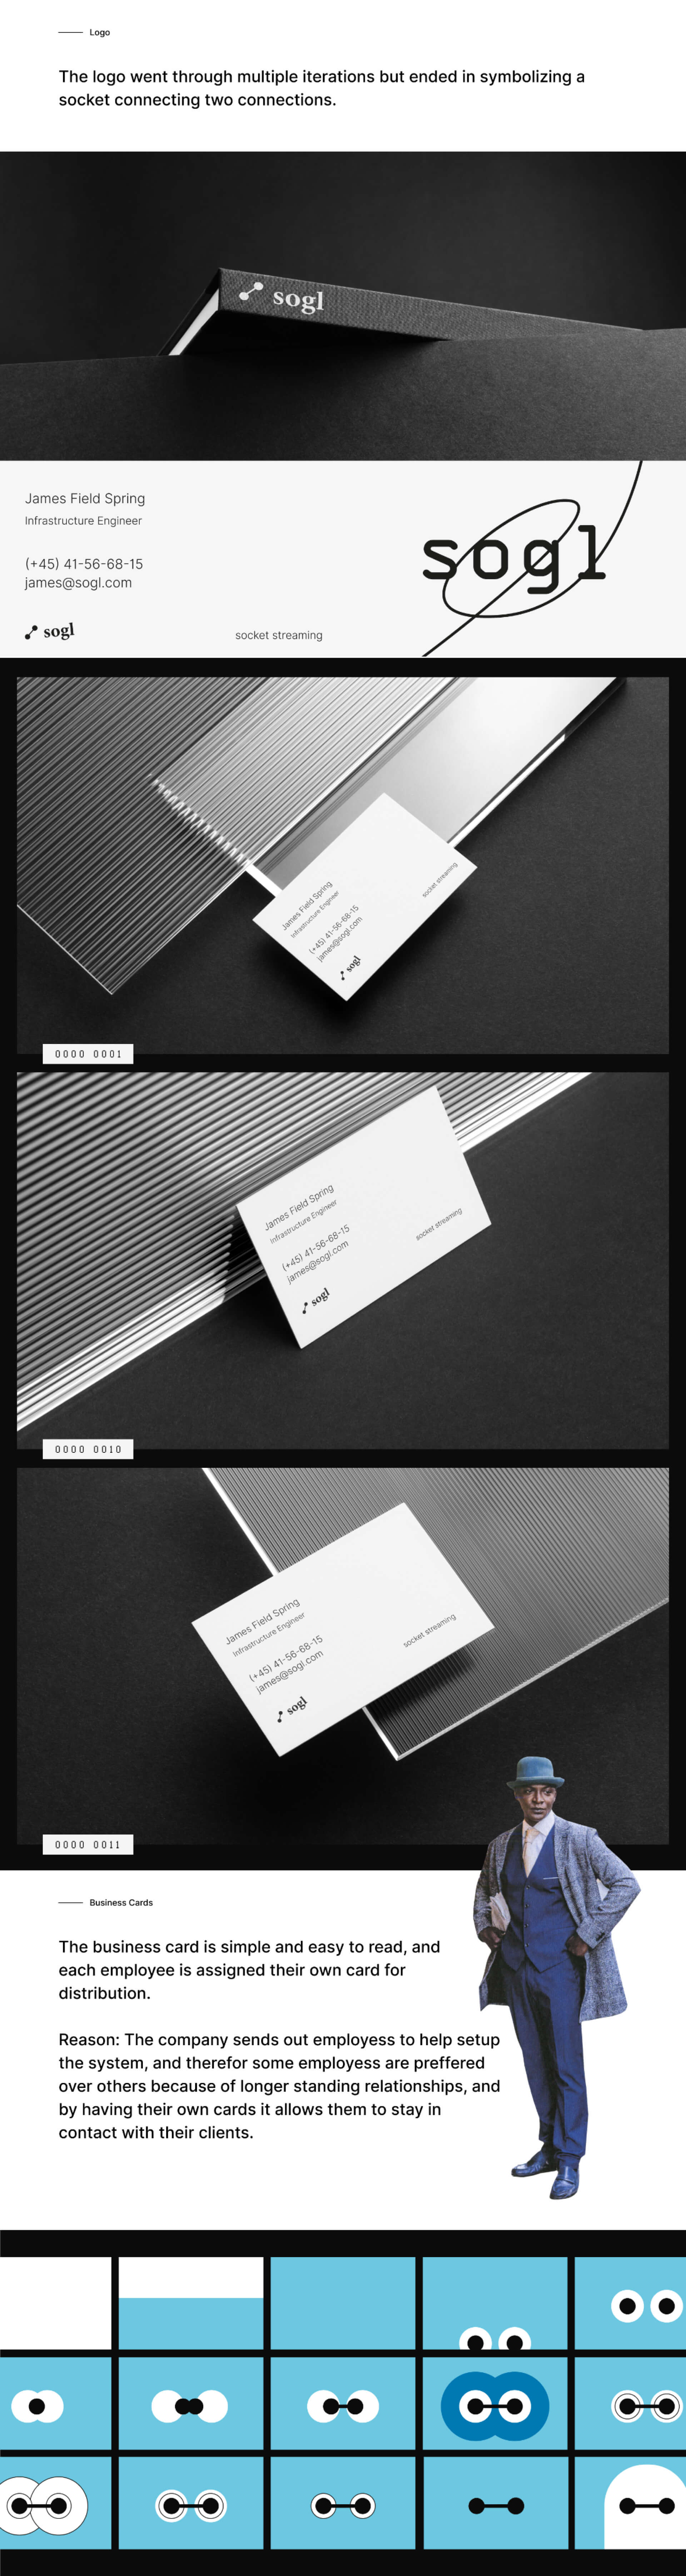 Logo
The logo went through multiple iterations but ended in symbolizing a
socket connecting two connections.
sogl
James Field Spring
Infrastructure Engineer
(+45) 41-56-68-15
james@sogl.com
sogl
socket streaming
sogl
James Field Spring
Infrastructure Engineer
(+45) 41-56-68-15
james@sogl.com
sogl
socket streaming
0000 0001
James Field Spring
Infrastructure Engineer
(+45) 41-56-68-15
james@sogl.com
sogl
socket streaming
0000 0010
James Field Spring
Infrastructure Engineer
(+45) 41-56-68-15
james@sogl.com
sogl
socket streaming
0000 0011
Business Cards
The business card is simple and easy to read, and
each employee is assigned their own card for
distribution.
Reason: The company sends out employess to help setup
the system, and therefor some employess are preffered
over others because of longer standing relationships, and
by having their own cards it allows them to stay in
contact with their clients.